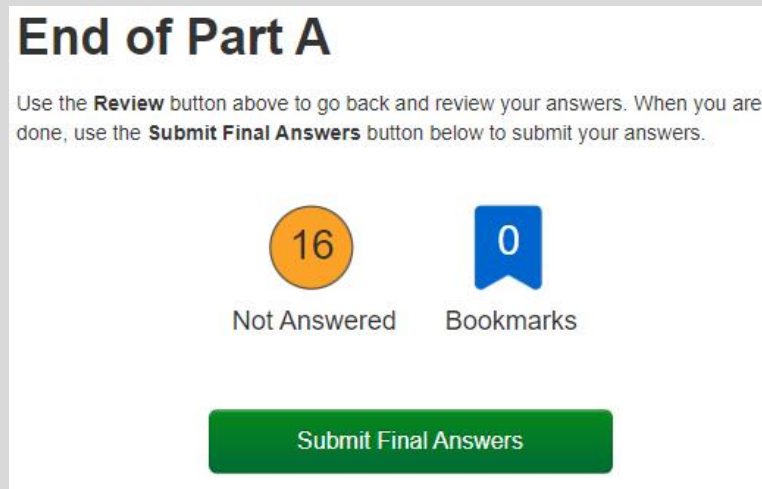 End of Part A
Use the Review button above to go back and review your answers. When you are
done, use the Submit Final Answers button below to submit your answers.
16
0
Not Answered
Bookmarks
Submit Final Answers